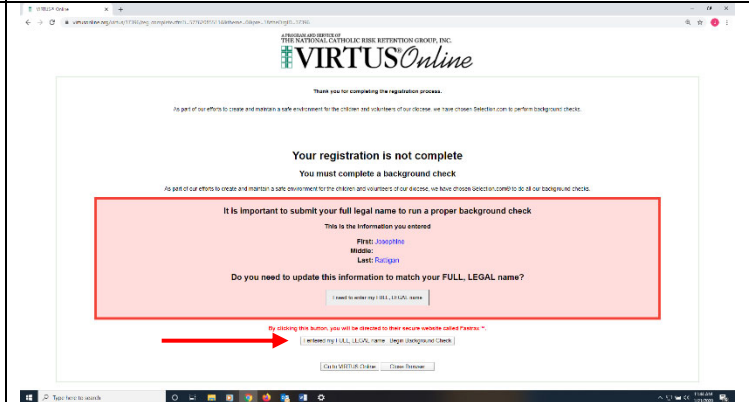 VIRTUS® Online
A PROGRAM AND SERVICE OF
THE NATIONAL CATHOLIC RISK RETENTION GROUP, INC.
VIRTUS® Online
Thank you for completing the registration process.
As part of our efforts to create and maintain a safe environment for the children and volunteers of our diocese, we have chosen Selection.com to perform background checks.
Your registration is not complete
You must complete a background check
As part of our efforts to create and maintain a safe environment for the children and volunteers of our diocese, we have chosen Selection.com® to do all our background checks.
It is important to submit your full legal name to run a proper background check
This is the information you entered
First: Josephine
Middle:
Last: Rattigan
Do you need to update this information to match your FULL, LEGAL name?
I need to enter my FULL, LEGAL name
By clicking this button, you will be directed to their secure website called Fastrax
I entered my FULL, LEGAL name - Begin Background Check
Go to VIRTUS Online
Close Browser
Type here to search